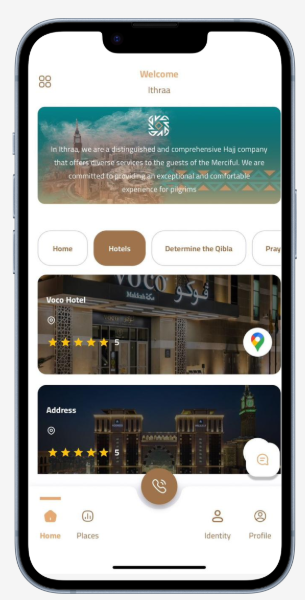 Welcome
Ithraa
In Ithraa, we are a distinguished and comprehensive Hajj company
that offers diverse services to the guests of the Merciful. We are
committed to providing an exceptional and comfortable
experience for pilgrims
Home
Hotels
Determine the Qibla
Pray
VOCO فوكو
Makkah مكة
Voco Hotel
5
Address
5
Home
Places
Identity
Profile